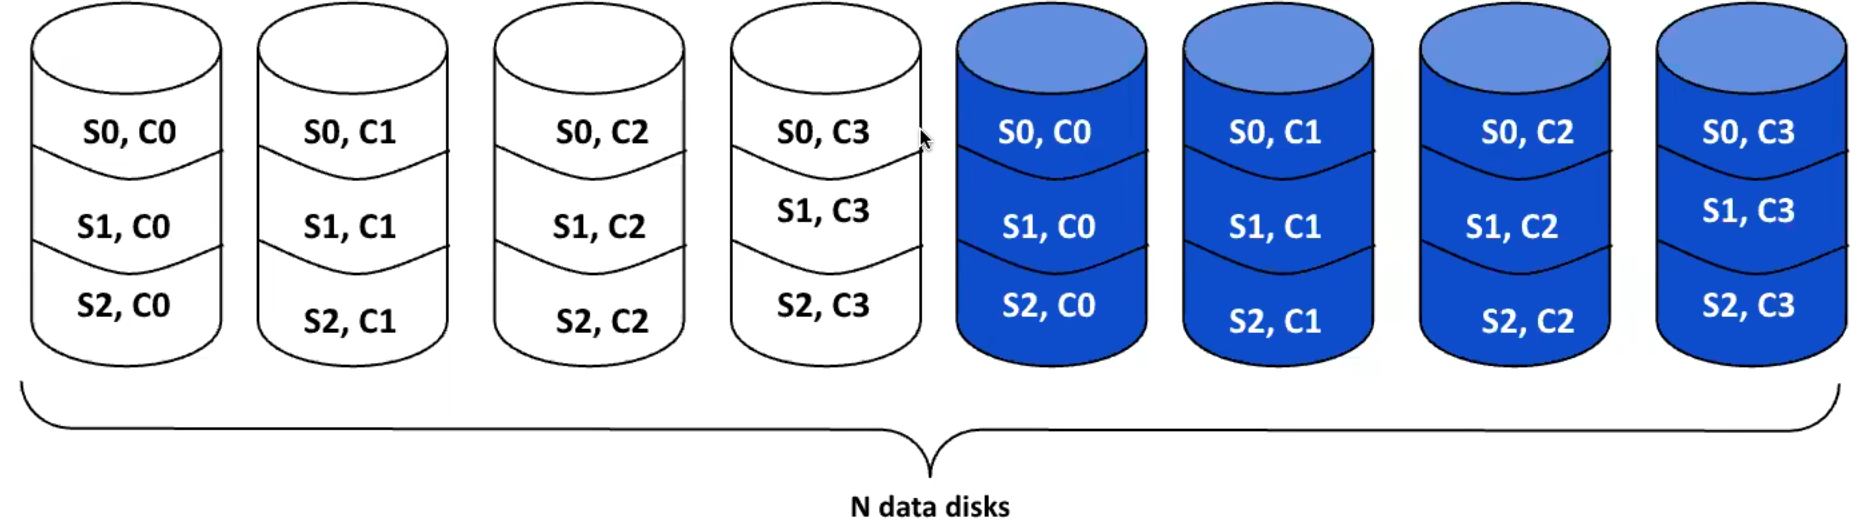 S0, C0 S0, C1 S0, C2 S0, C3 S0, C0 S0, C1 S0, C2 S0, C3
S1, C0 S1, C1 S1, C2 S1, C3 S1, C0 S1, C1 S1, C2 S1, C3
S2, C0 S2, C1 S2, C2 S2, C3 S2, C0 S2, C1 S2, C2 S2, C3
N data disks